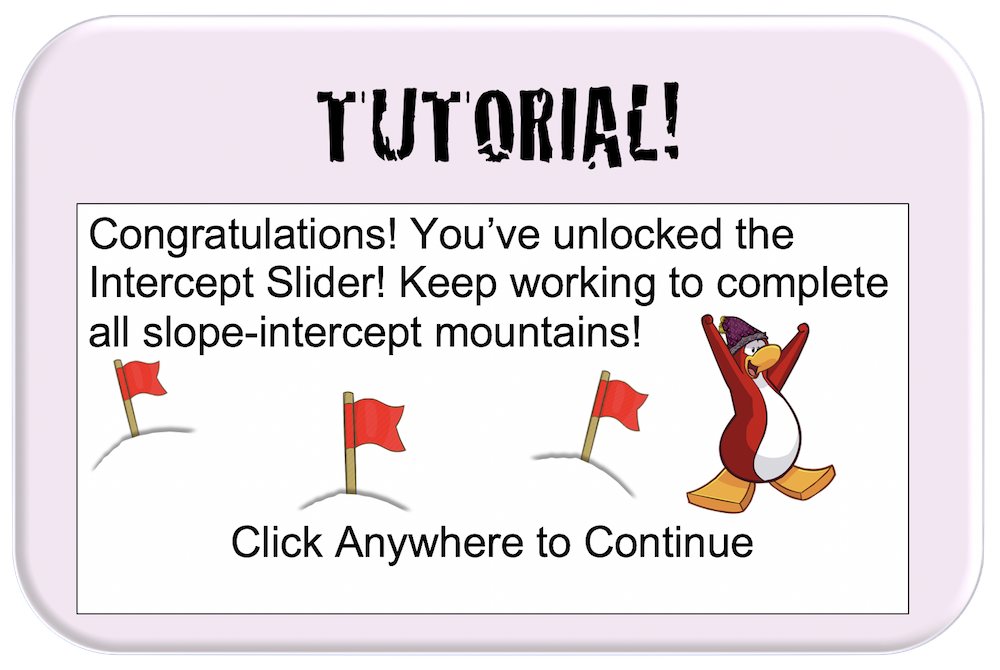 TUTORIAL!
Congratulations! You’ve unlocked the
Intercept Slider! Keep working to complete
all slope-intercept mountains!
Click Anywhere to Continue